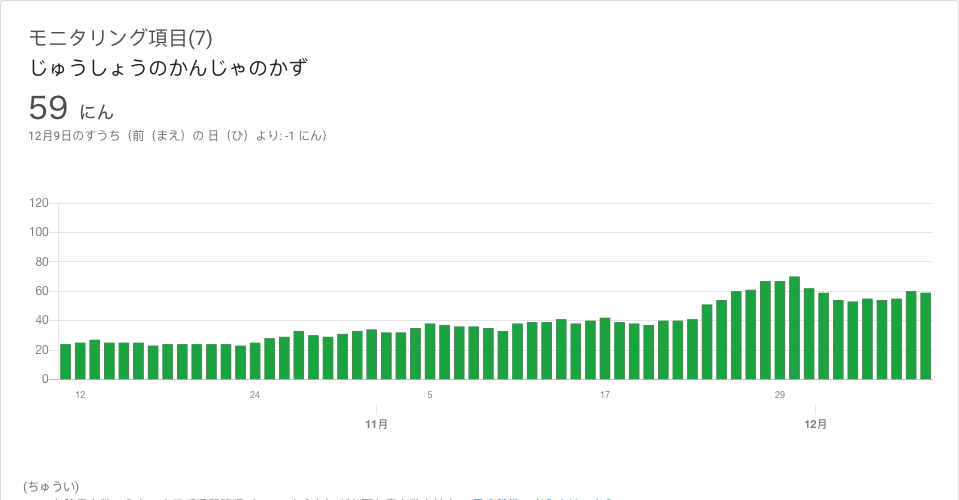 モニタリング項目(7)
じゅうしょうのかんじゃのかず
59 にん
12月9日のすうち（前（まえ）の 日（ひ）より: -1 にん）
120
100
80
60
40
20
0
12 24 5 17 29
11月 12月
(ちゅうい)